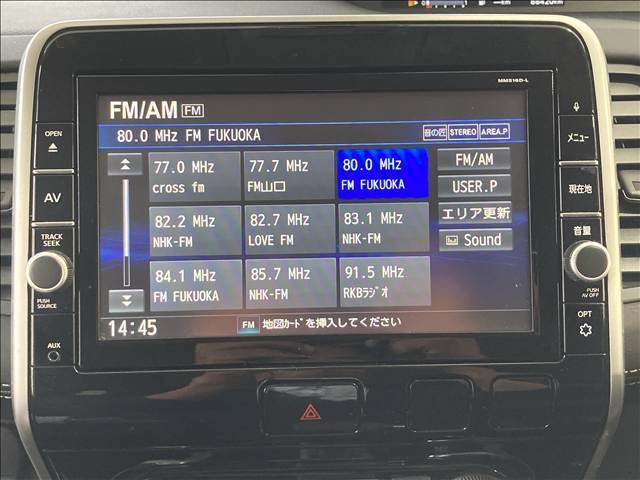 88420km
MM516D-L
OPEN
AV
TRACK
SEEK
PUSH
SOURCE
AUX
FM/AM FM
80.0 MHz FM FUKUOKA
音の匠 STEREO AREA.P
77.0 MHz
cross fm
77.7 MHz
FM山口
80.0 MHz
FM FUKUOKA
82.2 MHz
NHK-FM
82.7 MHz
LOVE FM
83.1 MHz
NHK-FM
84.1 MHz
FM FUKUOKA
85.7 MHz
NHK-FM
91.5 MHz
RKBﾗｼﾞｵ
FM/AM
USER.P
エリア更新
Sound
14:45
FM 地図ｶｰﾄﾞを挿入してください
メニュー
現在地
音量
PUSH
AV OFF
OPT